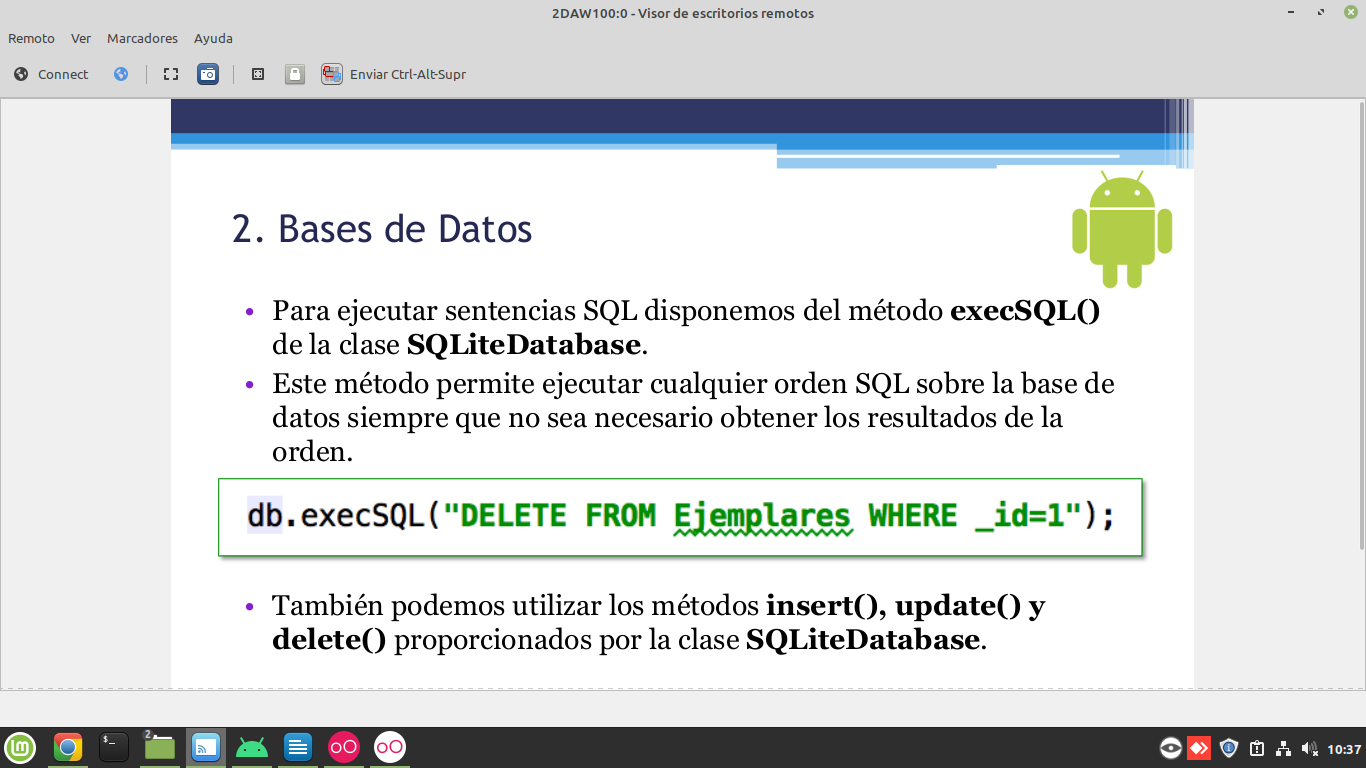 2DAW100:0 - Visor de escritorios remotos
Remoto Ver Marcadores Ayuda
Connect Enviar Ctrl-Alt-Supr
2. Bases de Datos
• Para ejecutar sentencias SQL disponemos del método execSQL()
de la clase SQLiteDatabase.
• Este método permite ejecutar cualquier orden SQL sobre la base de
datos siempre que no sea necesario obtener los resultados de la
orden.
db.execSQL("DELETE FROM Ejemplares WHERE _id=1");
• También podemos utilizar los métodos insert(), update() y
delete() proporcionados por la clase SQLiteDatabase.
2
$_
10:37